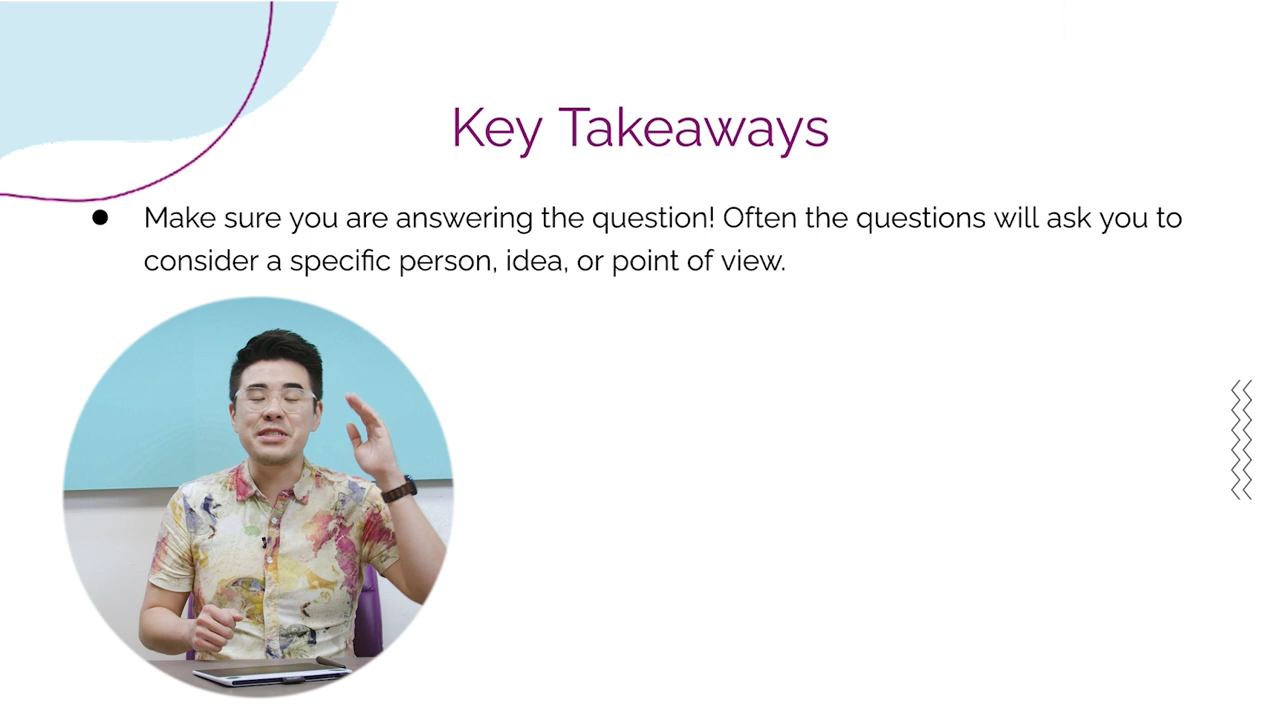 Key Takeaways
● Make sure you are answering the question! Often the questions will ask you to
consider a specific person, idea, or point of view.